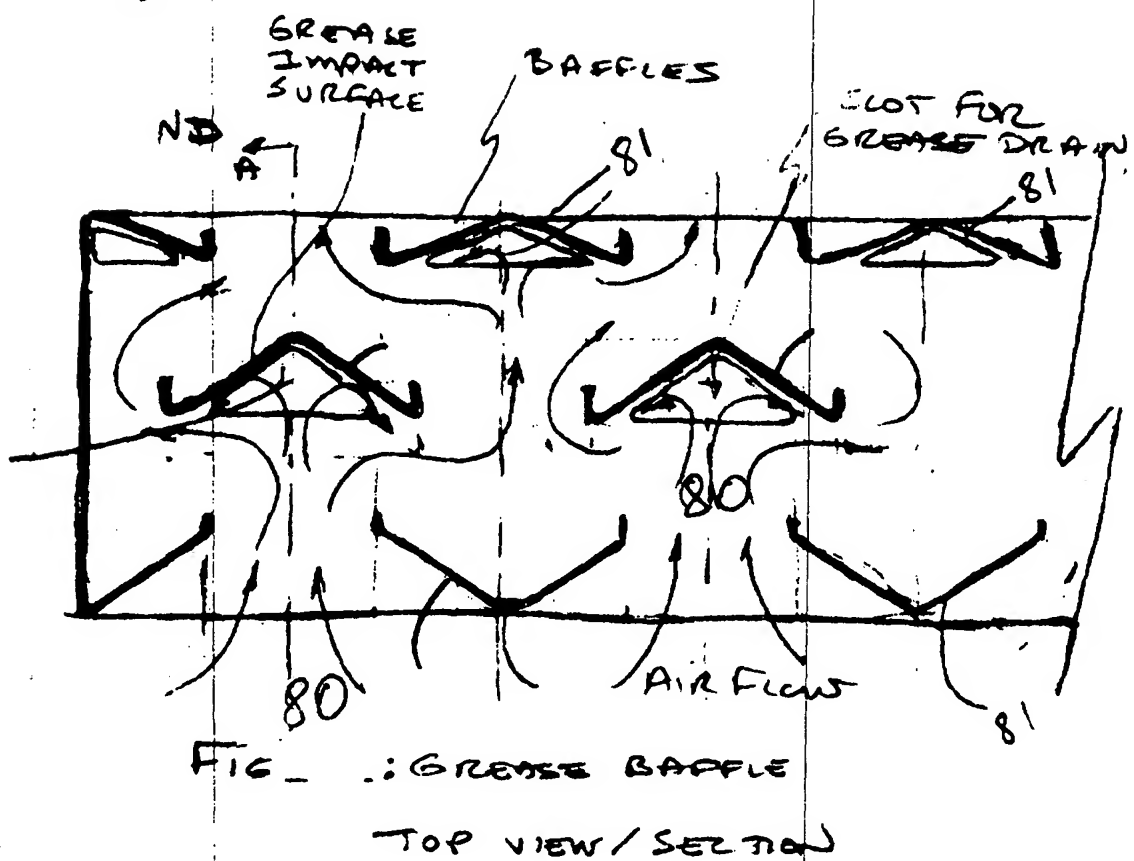 GREASE
IMPACT
SURFACE
BAFFLES
SLOT FOR
GREASE DRAIN
ND
A
81
81
80
80
AIR FLOW
81
FIG_ .: GREASE BAFFLE
TOP VIEW/SECTION